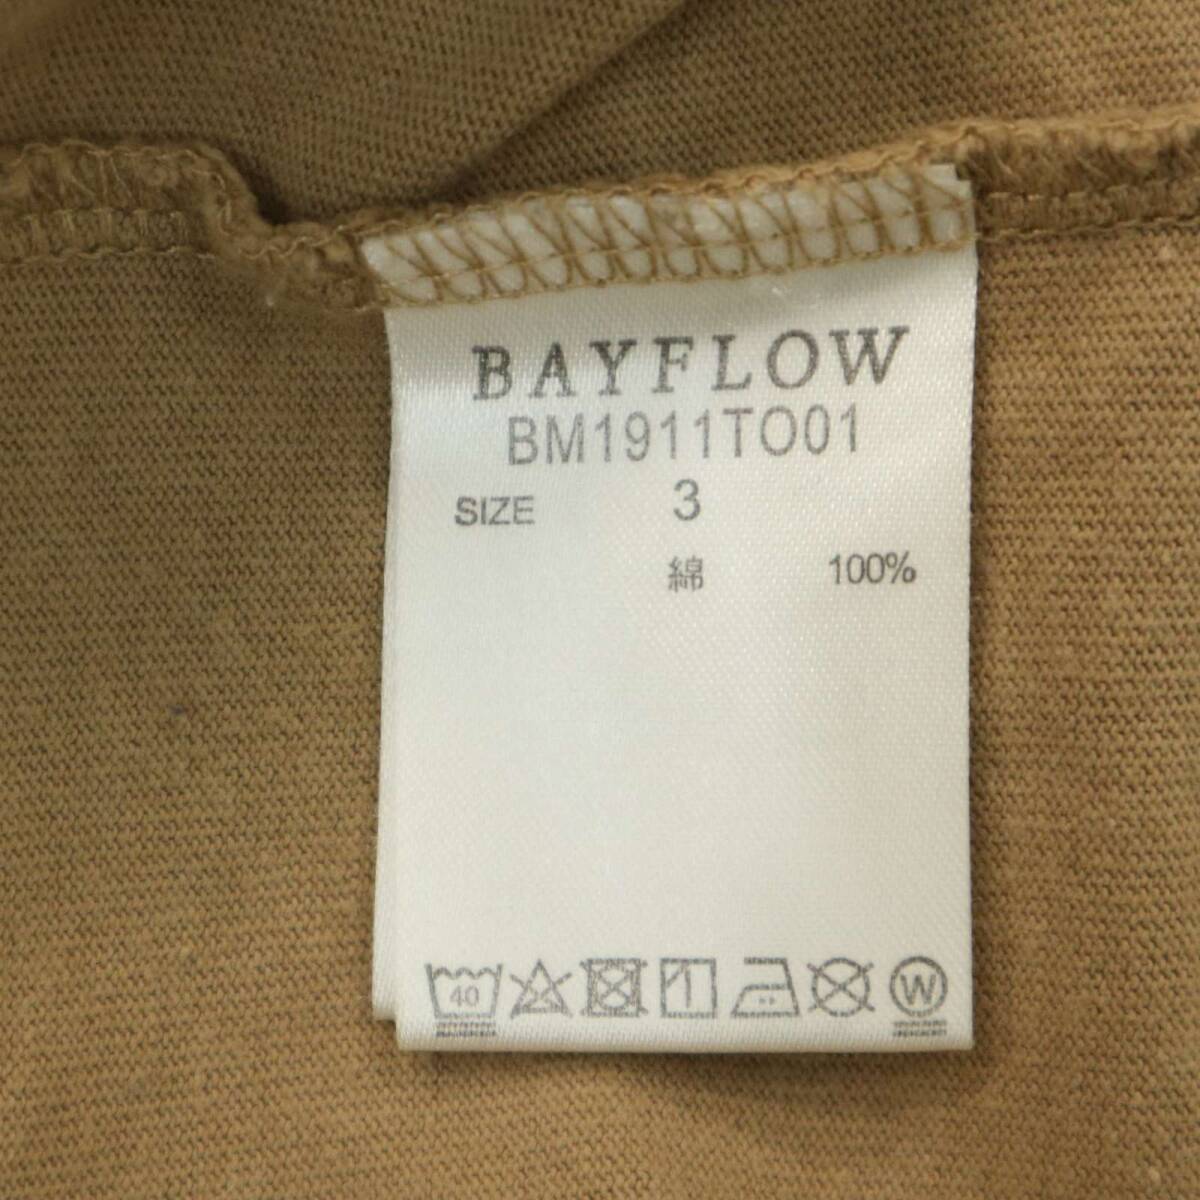 BAYFLOW
BM1911TO01
SIZE 3
綿 100%
40 W